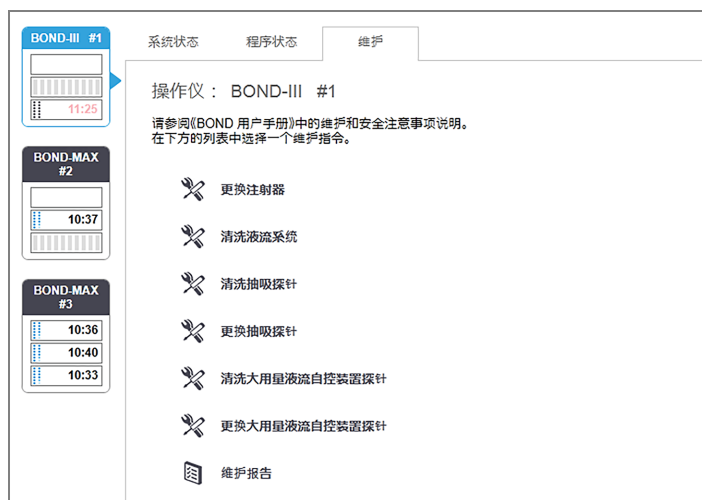 BOND-III #1
11:25
BOND-MAX
#2
10:37
BOND-MAX
#3
10:36
10:40
10:33
系统状态
程序状态
维护
操作仪： BOND-III #1
请参阅《BOND 用户手册》中的维护和安全注意事项说明。
在下方的列表中选择一个维护指令。
更换注射器
清洗液流系统
清洗抽吸探针
更换抽吸探针
清洗大用量液流自控装置探针
更换大用量液流自控装置探针
维护报告